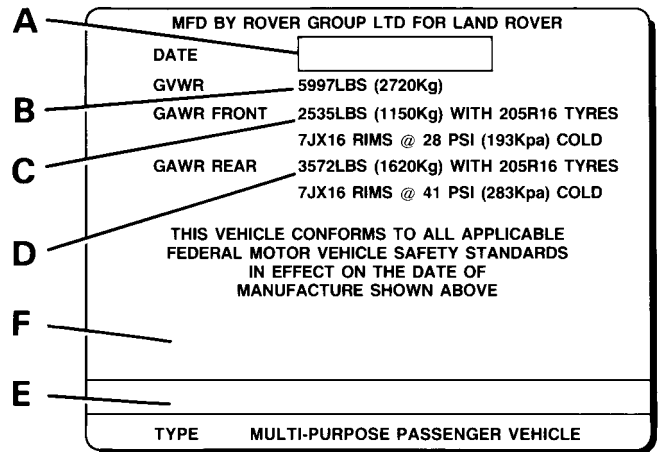 A
MFD BY ROVER GROUP LTD FOR LAND ROVER
DATE
B
GVWR 5997LBS (2720Kg)
GAWR FRONT 2535LBS (1150Kg) WITH 205R16 TYRES
7JX16 RIMS @ 28 PSI (193Kpa) COLD
C
GAWR REAR 3572LBS (1620Kg) WITH 205R16 TYRES
7JX16 RIMS @ 41 PSI (283Kpa) COLD
D
THIS VEHICLE CONFORMS TO ALL APPLICABLE
FEDERAL MOTOR VEHICLE SAFETY STANDARDS
IN EFFECT ON THE DATE OF
MANUFACTURE SHOWN ABOVE
F
E
TYPE MULTI-PURPOSE PASSENGER VEHICLE